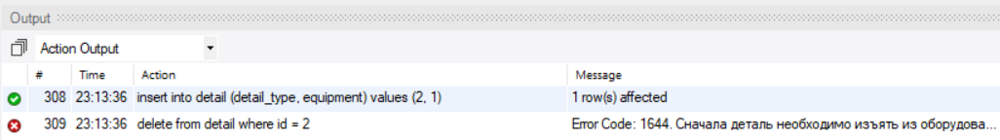 Output
Action Output
# Time Action Message
308 23:13:36 insert into detail (detail_type, equipment) values (2, 1) 1 row(s) affected
309 23:13:36 delete from detail where id = 2 Error Code: 1644. Сначала деталь необходимо изъять из оборудова...